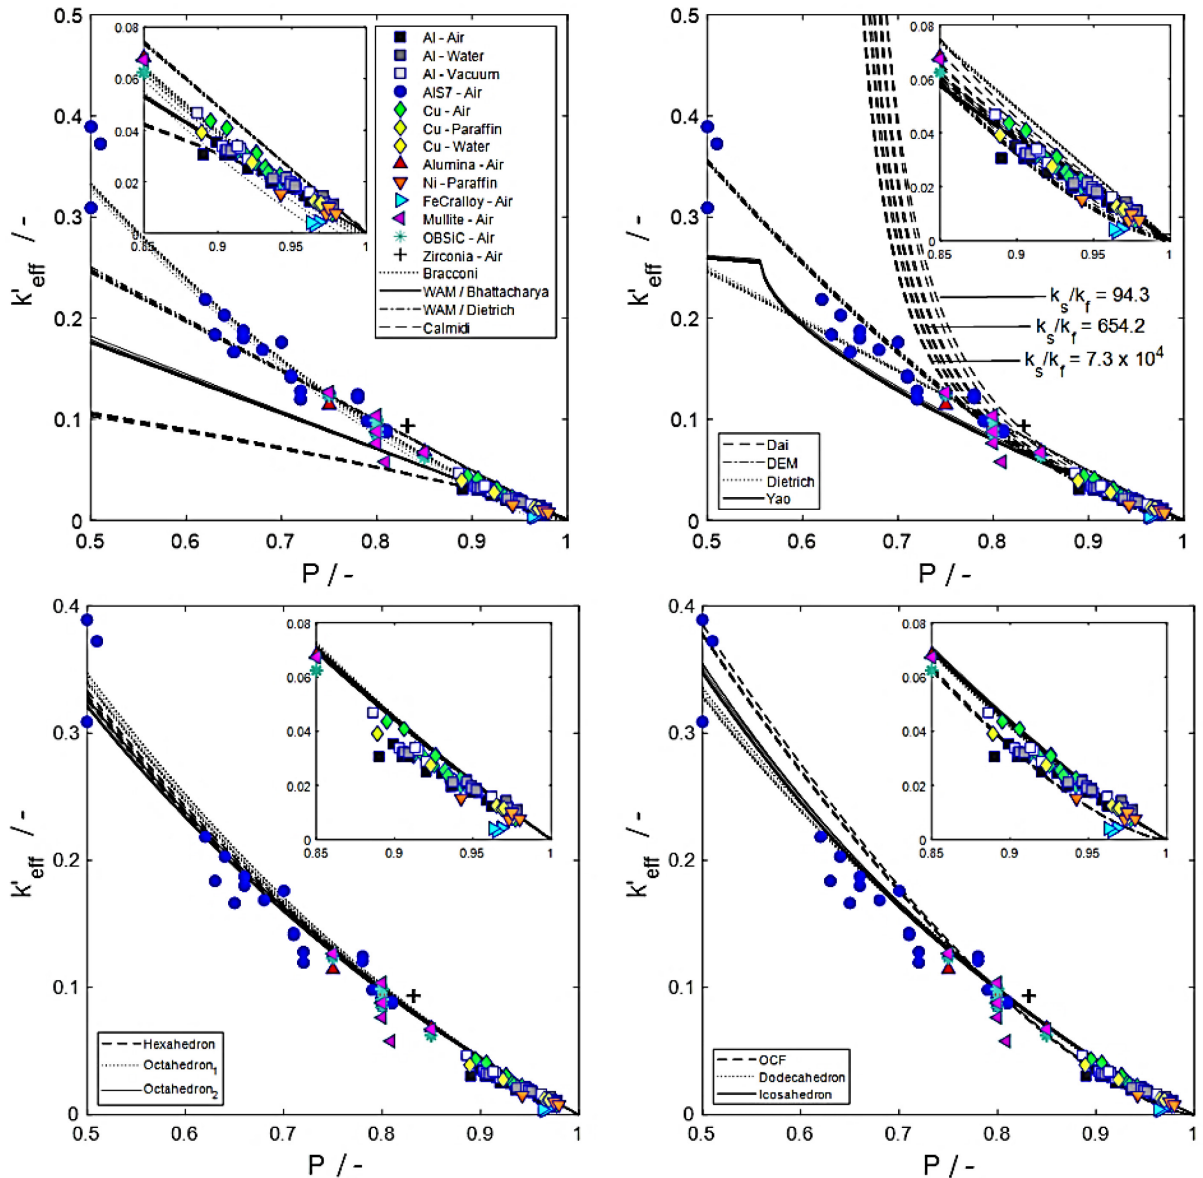 0.5
0.4
0.3
0.2
0.1
0
0.5
0.6
0.7
0.8
0.9
1
k'eff / -
P / -
0.08
0.06
0.04
0.02
0.85
0.9
0.95
1
Al - Air
Al - Water
Al - Vacuum
AlS7 - Air
Cu - Air
Cu - Paraffin
Cu - Water
Alumina - Air
Ni - Paraffin
FeCralloy - Air
Mullite - Air
OBSiC - Air
Zirconia - Air
Bracconi
WAM / Bhattacharya
WAM / Dietrich
Calmidi
0.5
0.4
0.3
0.2
0.1
0
0.5
0.6
0.7
0.8
0.9
1
k'eff / -
P / -
0.08
0.06
0.04
0.02
0
0.85
0.9
0.95
1
ks/kf = 94.3
ks/kf = 654.2
ks/kf = 7.3 x 10⁴
Dai
DEM
Dietrich
Yao
0.4
0.3
0.2
0.1
0
0.5
0.6
0.7
0.8
0.9
1
k'eff / -
P / -
0.08
0.06
0.04
0.02
0
0.85
0.9
0.95
1
Hexahedron
Octahedron1
Octahedron2
0.4
0.3
0.2
0.1
0
0.5
0.6
0.7
0.8
0.9
1
k'eff / -
P / -
0.08
0.06
0.04
0.02
0
0.85
0.9
0.95
1
OCF
Dodecahedron
Icosahedron